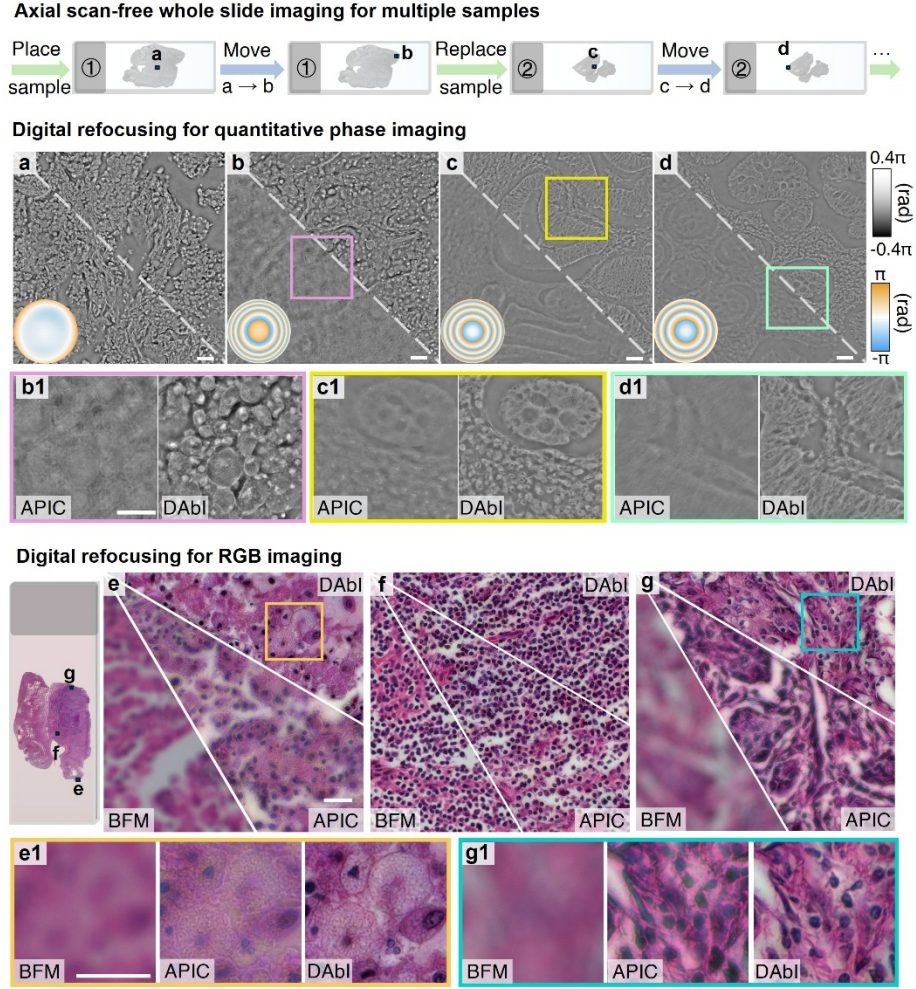 Axial scan-free whole slide imaging for multiple samples
Place sample
① a
Move a → b
① b
Replace sample
② c
Move c → d
② d
...
Digital refocusing for quantitative phase imaging
a b c d
0.4π
(rad)
-0.4π
π
(rad)
-π
b1 c1 d1
APIC DAbI APIC DAbI APIC DAbI
Digital refocusing for RGB imaging
g
f
e
e DAbI f DAbI g DAbI
BFM APIC BFM APIC BFM APIC
e1 g1
BFM APIC DAbI BFM APIC DAbI